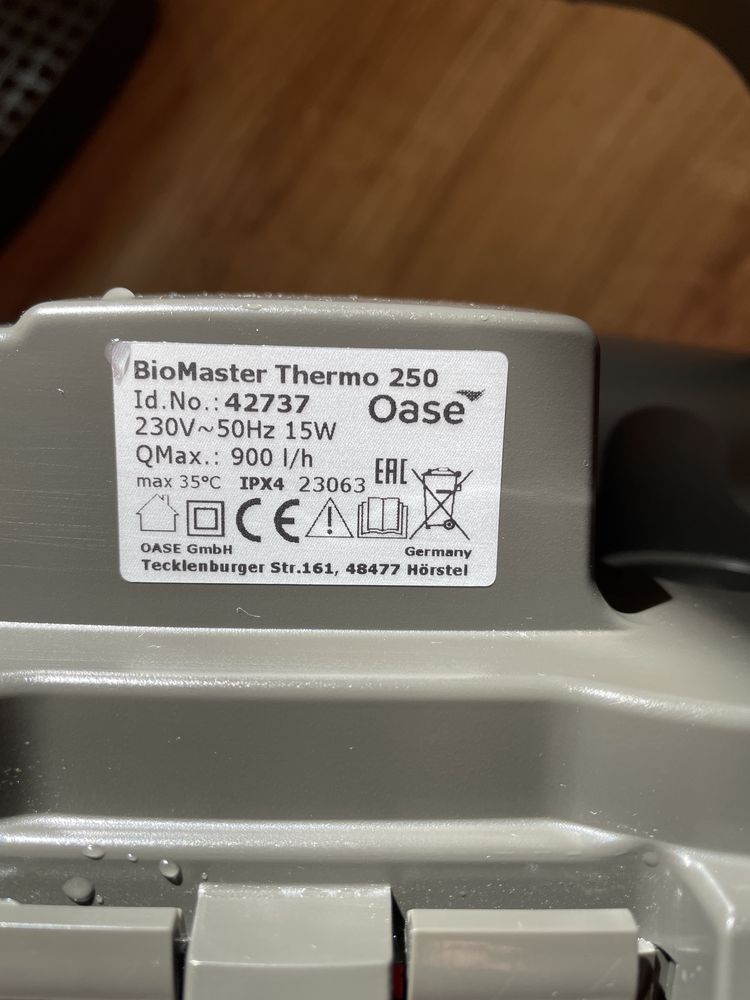 BioMaster Thermo 250
Id.No.: 42737
Oase
230V~50Hz 15W
QMax.: 900 l/h
max 35°C IPX4 23063 EAC
CE
OASE GmbH Germany
Tecklenburger Str.161, 48477 Hörstel